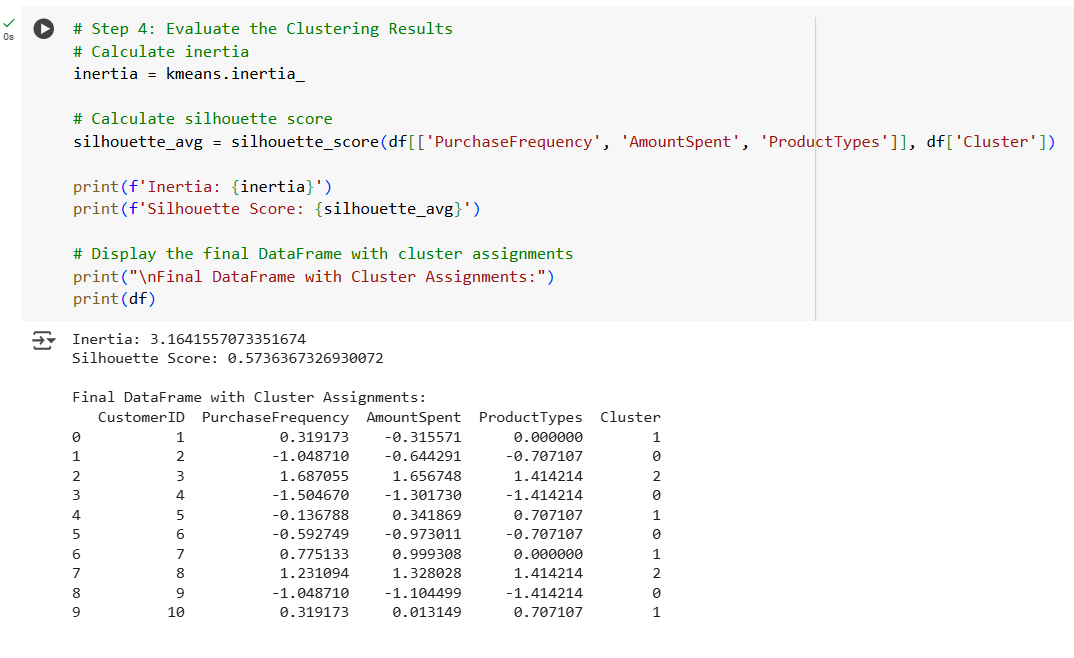 0s
# Step 4: Evaluate the Clustering Results
# Calculate inertia
inertia = kmeans.inertia_
# Calculate silhouette score
silhouette_avg = silhouette_score(df[['PurchaseFrequency', 'AmountSpent', 'ProductTypes']], df['Cluster'])
print(f'Inertia: {inertia}')
print(f'Silhouette Score: {silhouette_avg}')
# Display the final DataFrame with cluster assignments
print("\nFinal DataFrame with Cluster Assignments:")
print(df)
Inertia: 3.1641557073351674
Silhouette Score: 0.5736367326930072
Final DataFrame with Cluster Assignments:
CustomerID PurchaseFrequency AmountSpent ProductTypes Cluster
0 1 0.319173 -0.315571 0.000000 1
1 2 -1.048710 -0.644291 -0.707107 0
2 3 1.687055 1.656748 1.414214 2
3 4 -1.504670 -1.301730 -1.414214 0
4 5 -0.136788 0.341869 0.707107 1
5 6 -0.592749 -0.973011 -0.707107 0
6 7 0.775133 0.999308 0.000000 1
7 8 1.231094 1.328028 1.414214 2
8 9 -1.048710 -1.104499 -1.414214 0
9 10 0.319173 0.013149 0.707107 1